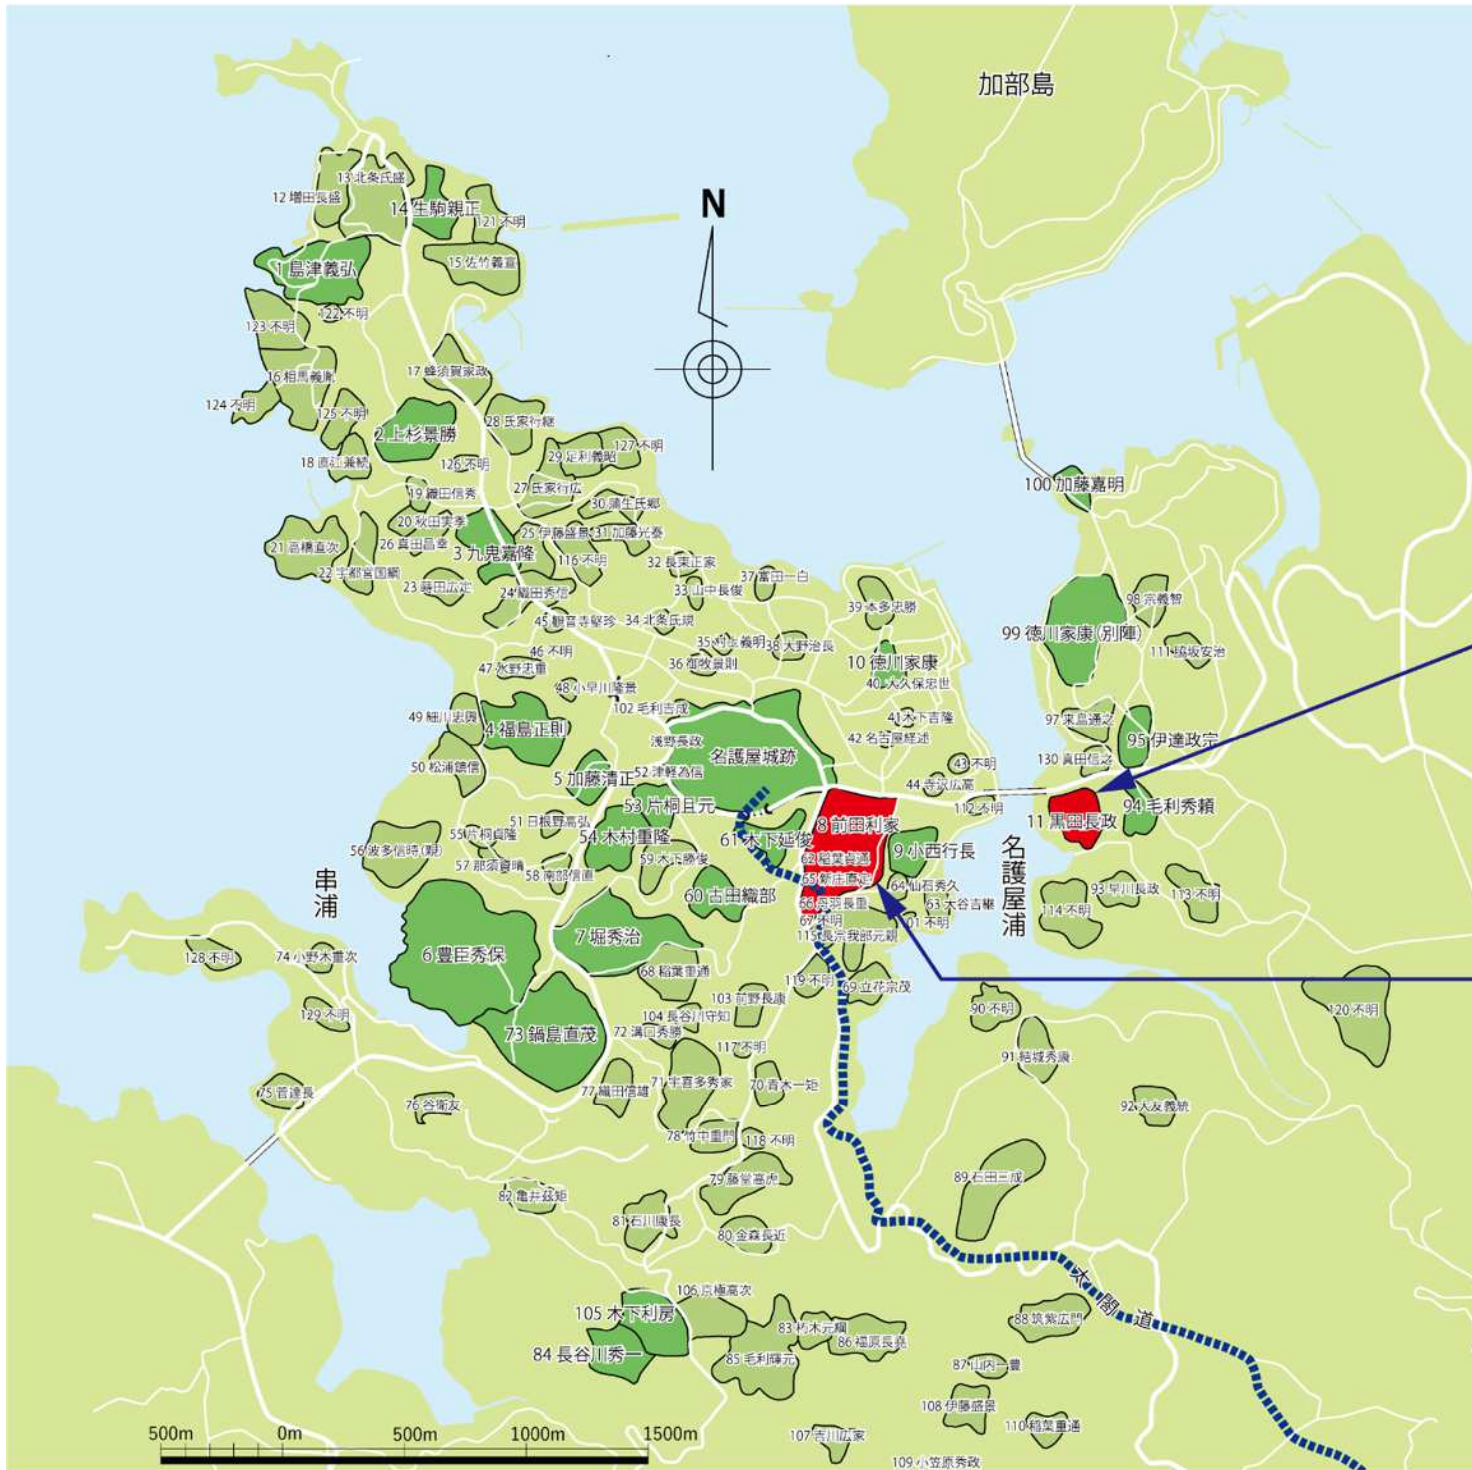 加部島
N
13 北条氏盛
12 増田長盛
14 生駒親正
121 不明
15 佐竹義宣
1 島津義弘
122 不明
123 不明
17 蜂須賀家政
16 相馬義胤
124 不明
125 不明
28 氏家行継
2 上杉景勝
127 不明
29 足利義昭
18 直江兼続
126 不明
100 加藤嘉明
19 織田信秀
27 氏家行広
30 蒲生氏郷
20 秋田実季
25 伊藤盛景
31 加藤光泰
21 高橋直次
26 真田昌幸
3 九鬼嘉隆
116 不明
32 長束正家
22 宇都宮国綱
37 富田一白
23 蒔田広定
24 織田秀信
33 山中長俊
98 宗義智
39 本多忠勝
45 観音寺堅珍
34 北条氏規
99 徳川家康(別陣)
35 村上義明
38 大野治長
46 不明
111 脇坂安治
36 御牧景則
10 徳川家康
47 水野忠重
40 大久保忠世
48 小早川隆景
102 毛利吉成
49 細川忠興
41 木下吉隆
97 来島通之
4 福島正則
42 名古屋経述
95 伊達政宗
浅野長政
名護屋城跡
130 真田信之
50 松浦鎮信
43 不明
52 津軽為信
5 加藤清正
44 寺沢広高
53 片桐且元
112 不明
94 毛利秀頼
11 黒田長政
51 日根野高弘
8 前田利家
55 片桐貞隆
54 木村重隆
61 木下延俊
9 小西行長
名護屋浦
56 波多信時(親)
59 木下勝俊
62 稲葉貞通
57 那須資晴
58 南部信直
65 新庄直定
64 仙石秀久
93 早川長政
113 不明
串浦
60 古田織部
66 丹羽長重
63 大谷吉継
114 不明
67 不明
101 不明
7 堀秀治
115 長宗我部元親
128 不明
74 小野木重次
6 豊臣秀保
68 稲葉重通
119 不明
69 立花宗茂
103 前野長康
90 不明
120 不明
129 不明
104 長谷川守知
73 鍋島直茂
72 溝口秀勝
117 不明
91 結城秀康
71 宇喜多秀家
70 青木一矩
75 菅達長
77 織田信雄
76 谷衛友
92 大友義統
78 竹中重門
118 不明
79 藤堂高虎
89 石田三成
82 亀井茲矩
81 石川康長
80 金森長近
太閤道
106 京極高次
105 木下利房
83 朽木元綱
88 筑紫広門
86 福原長堯
84 長谷川秀一
85 毛利輝元
87 山内一豊
108 伊藤盛景
110 稲葉重通
107 吉川広家
109 小笠原秀政
500m 0m 500m 1000m 1500m